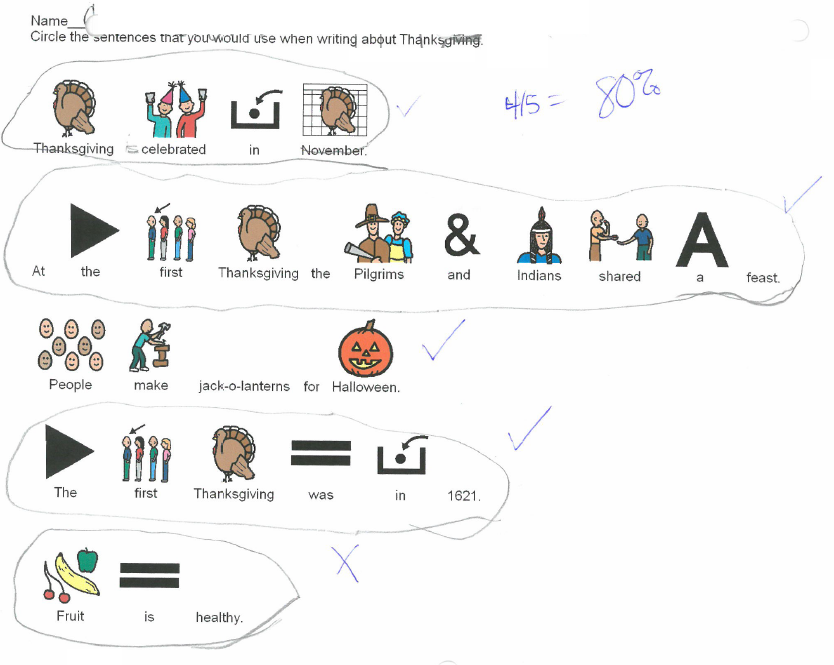 Name
Circle the sentences that you would use when writing about Thanksgiving.
4/5 = 80%
Thanksgiving is celebrated in November.
&
A
At the first Thanksgiving the Pilgrims and Indians shared a feast.
People make jack-o-lanterns for Halloween.
The first Thanksgiving was in 1621.
Fruit is healthy.